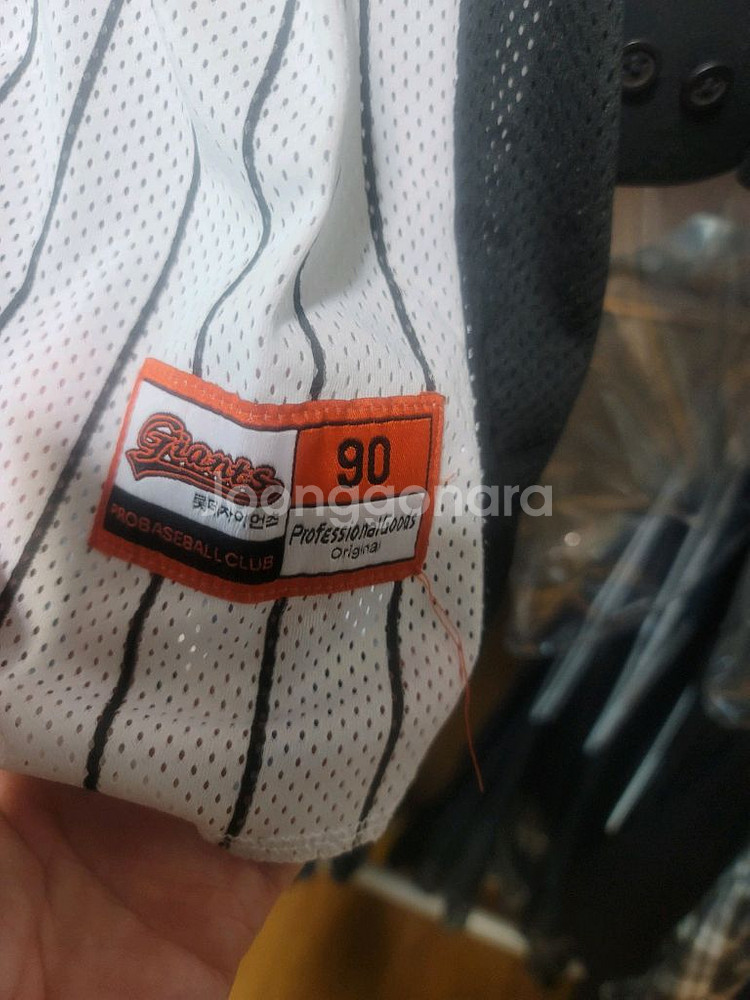 Giants
롯데자이언츠
PRO BASEBALL CLUB
90
Professional Goods
Original
joonggonara